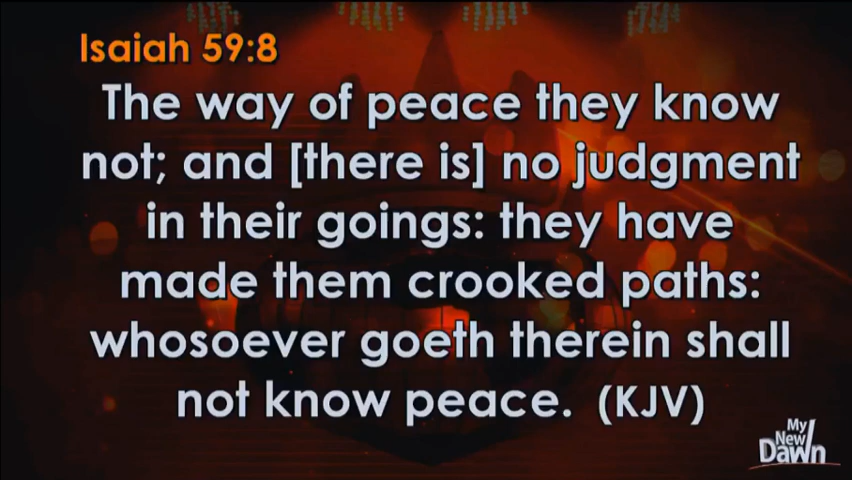 Isaiah 59:8
The way of peace they know
not; and [there is] no judgment
in their goings: they have
made them crooked paths:
whosoever goeth therein shall
not know peace. (KJV)
My
New
Dawn